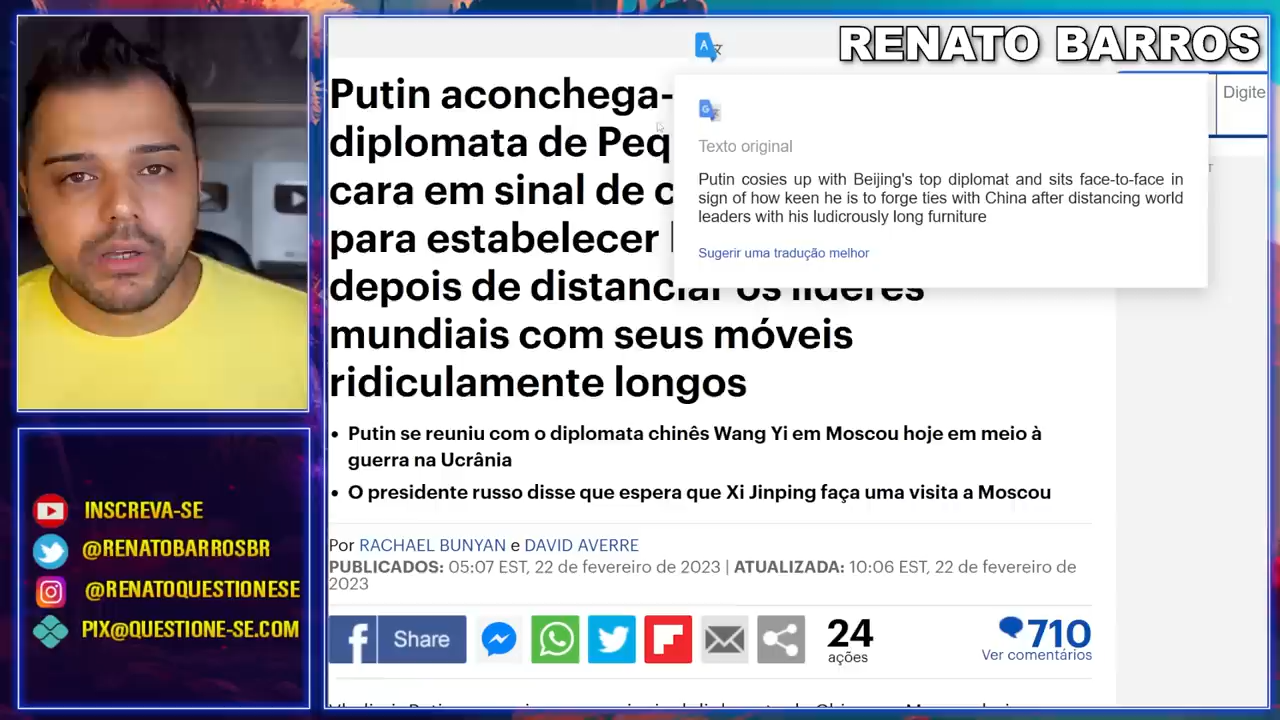 RENATO BARROS
Digite
Putin aconchega-
diplomata de Peq
cara em sinal de c
para estabelecer
depois de distanciar os líderes
mundiais com seus móveis
ridiculamente longos
Texto original
Putin cosies up with Beijing's top diplomat and sits face-to-face in
sign of how keen he is to forge ties with China after distancing world
leaders with his ludicrously long furniture
Sugerir uma tradução melhor
• Putin se reuniu com o diplomata chinês Wang Yi em Moscou hoje em meio à
guerra na Ucrânia
• O presidente russo disse que espera que Xi Jinping faça uma visita a Moscou
Por RACHAEL BUNYAN e DAVID AVERRE
PUBLICADOS: 05:07 EST, 22 de fevereiro de 2023 | ATUALIZADA: 10:06 EST, 22 de fevereiro de
2023
Share
24
ações
710
Ver comentários
INSCREVA-SE
@RENATOBARROSBR
@RENATOQUESTIONESE
PIX@QUESTIONE-SE.COM